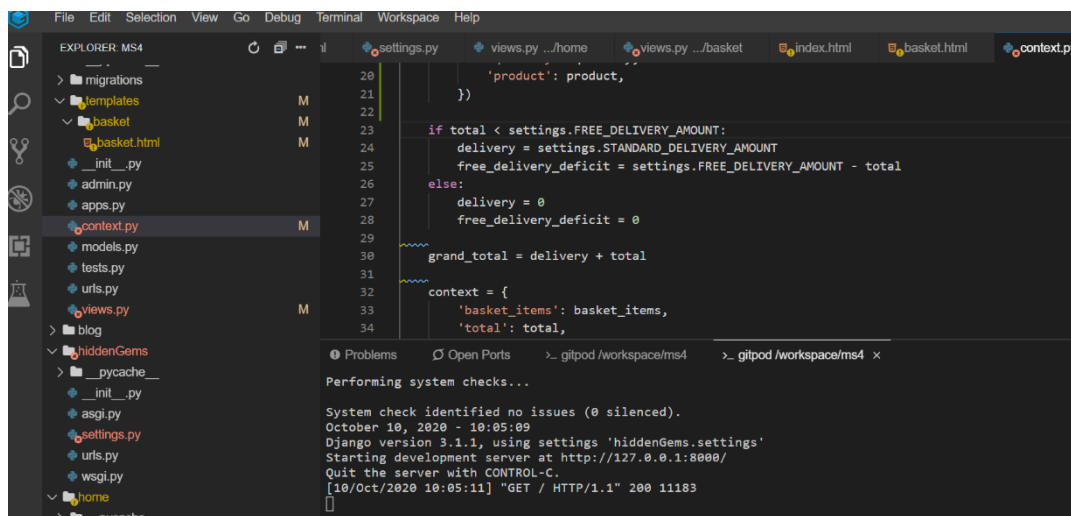 File Edit Selection View Go Debug Terminal Workspace Help
EXPLORER: MS4
settings.py views.py .../home views.py .../basket index.html basket.html context.p
migrations
templates M
basket M
basket.html M
__init__.py
admin.py
apps.py
context.py M
models.py
tests.py
urls.py
views.py M
blog
hiddenGems
__pycache__
__init__.py
asgi.py
settings.py
urls.py
wsgi.py
home
20 'product': product,
21 })
22
23 if total < settings.FREE_DELIVERY_AMOUNT:
24 delivery = settings.STANDARD_DELIVERY_AMOUNT
25 free_delivery_deficit = settings.FREE_DELIVERY_AMOUNT - total
26 else:
27 delivery = 0
28 free_delivery_deficit = 0
29
30 grand_total = delivery + total
31
32 context = {
33 'basket_items': basket_items,
34 'total': total,
Problems Open Ports >_ gitpod /workspace/ms4 >_ gitpod /workspace/ms4 ×
Performing system checks...
System check identified no issues (0 silenced).
October 10, 2020 - 10:05:09
Django version 3.1.1, using settings 'hiddenGems.settings'
Starting development server at http://127.0.0.1:8000/
Quit the server with CONTROL-C.
[10/Oct/2020 10:05:11] "GET / HTTP/1.1" 200 11183